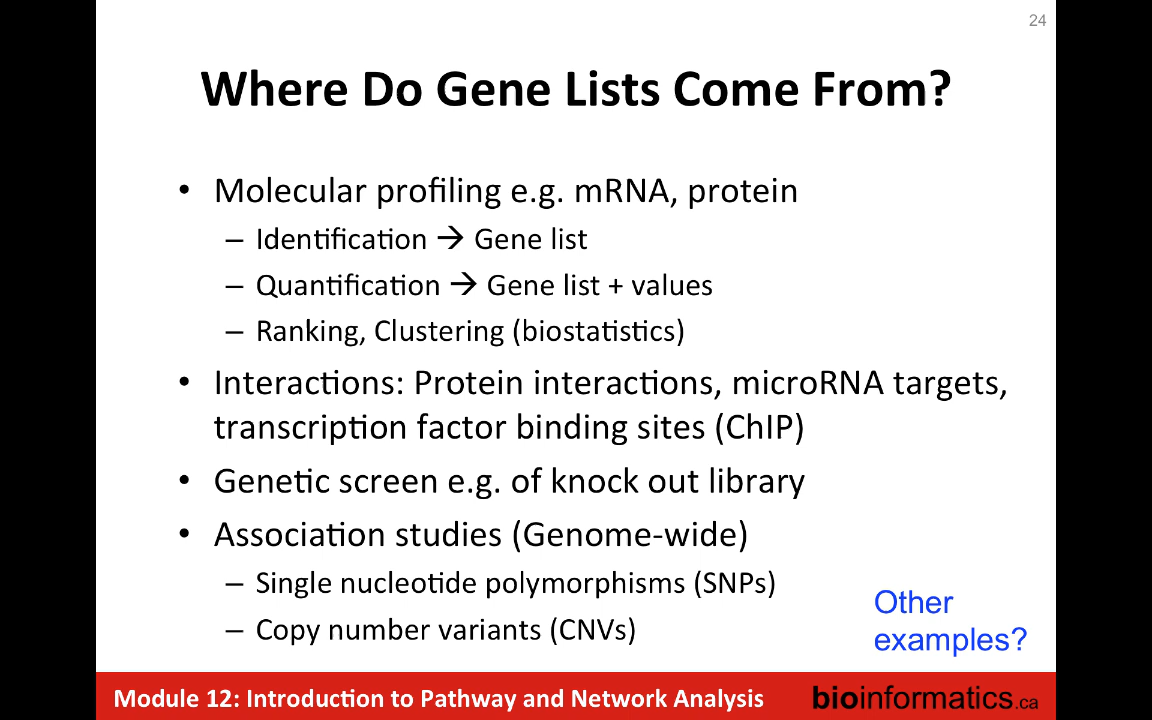 24
Where Do Gene Lists Come From?
• Molecular profiling e.g. mRNA, protein
– Identification → Gene list
– Quantification → Gene list + values
– Ranking, Clustering (biostatistics)
• Interactions: Protein interactions, microRNA targets,
transcription factor binding sites (ChIP)
• Genetic screen e.g. of knock out library
• Association studies (Genome-wide)
– Single nucleotide polymorphisms (SNPs)
– Copy number variants (CNVs)
Other
examples?
Module 12: Introduction to Pathway and Network Analysis
bioinformatics.ca